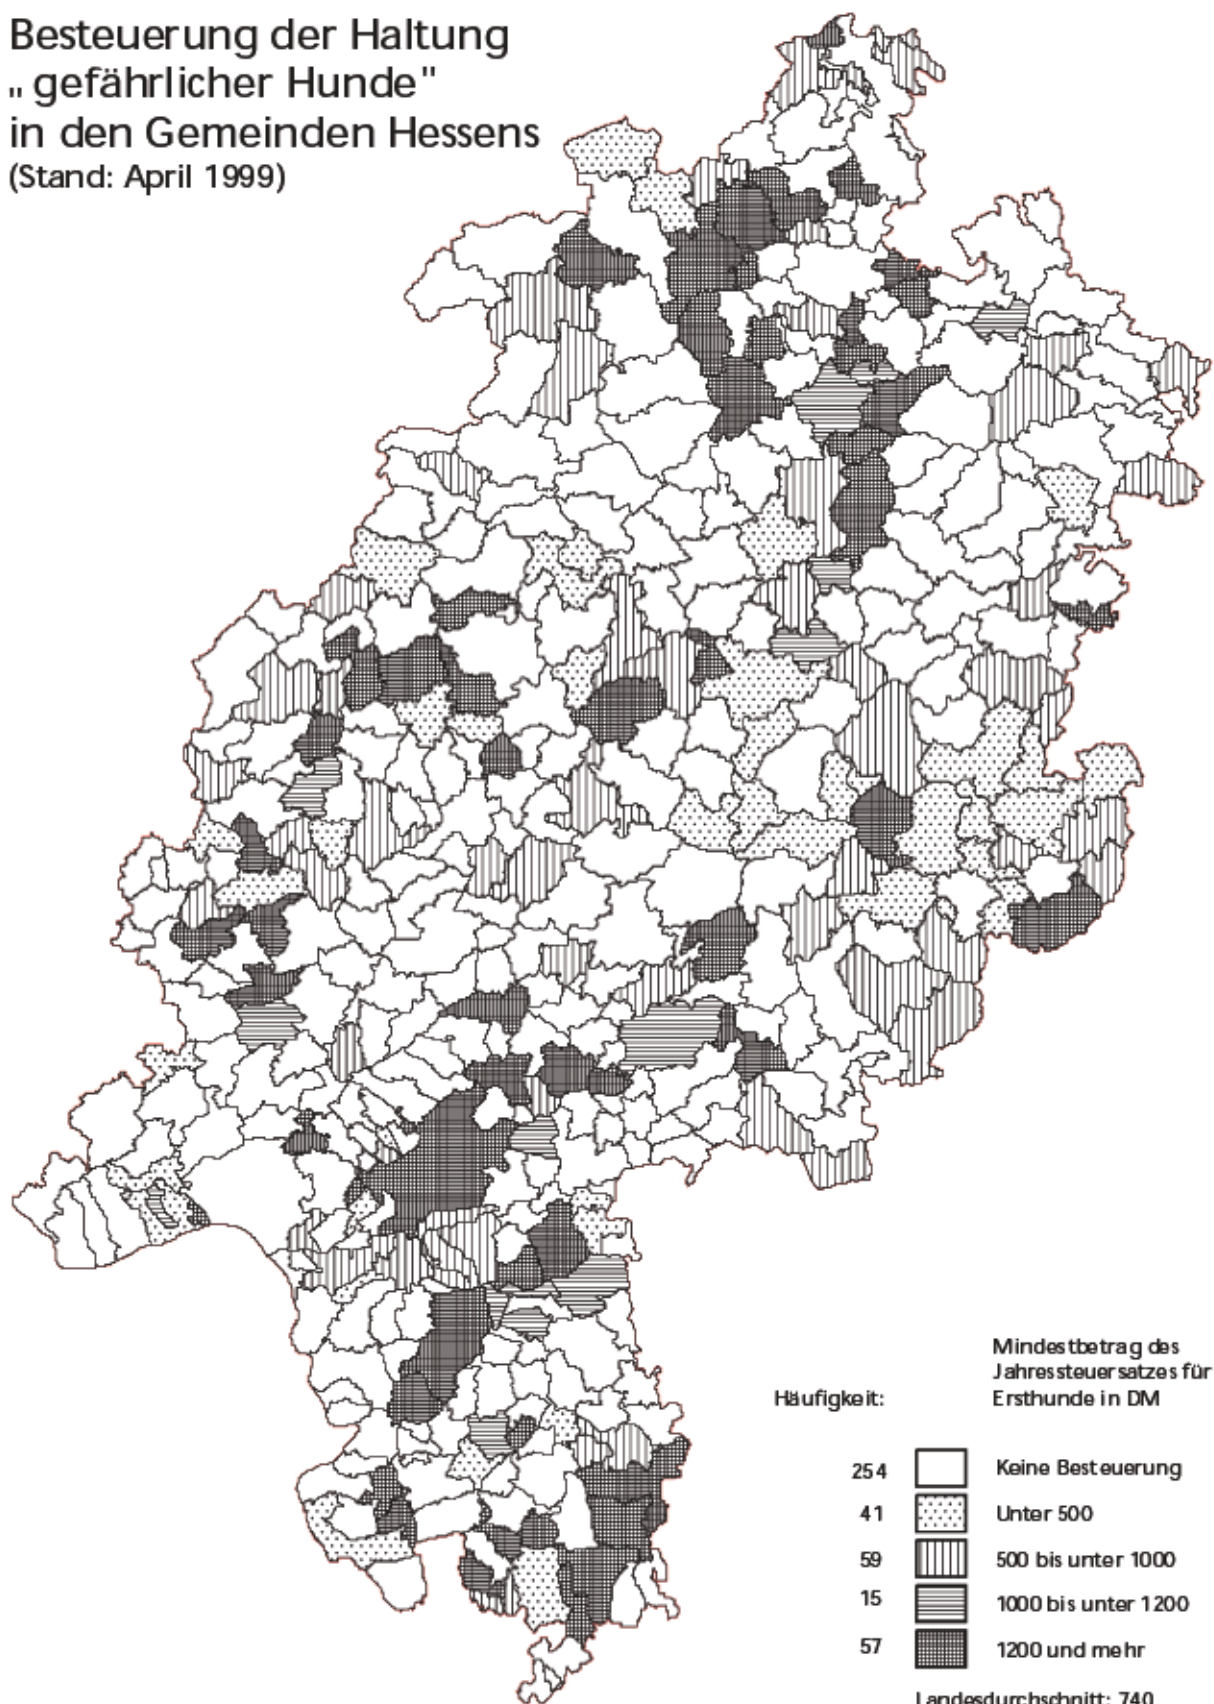 Besteuerung der Haltung
„ gefährlicher Hunde"
in den Gemeinden Hessens
(Stand: April 1999)
Mindestbetrag des
Jahressteuersatzes für
Häufigkeit: Ersthunde in DM
254 Keine Besteuerung
41 Unter 500
59 500 bis unter 1000
15 1000 bis unter 1200
57 1200 und mehr
Landesdurchschnitt: 740